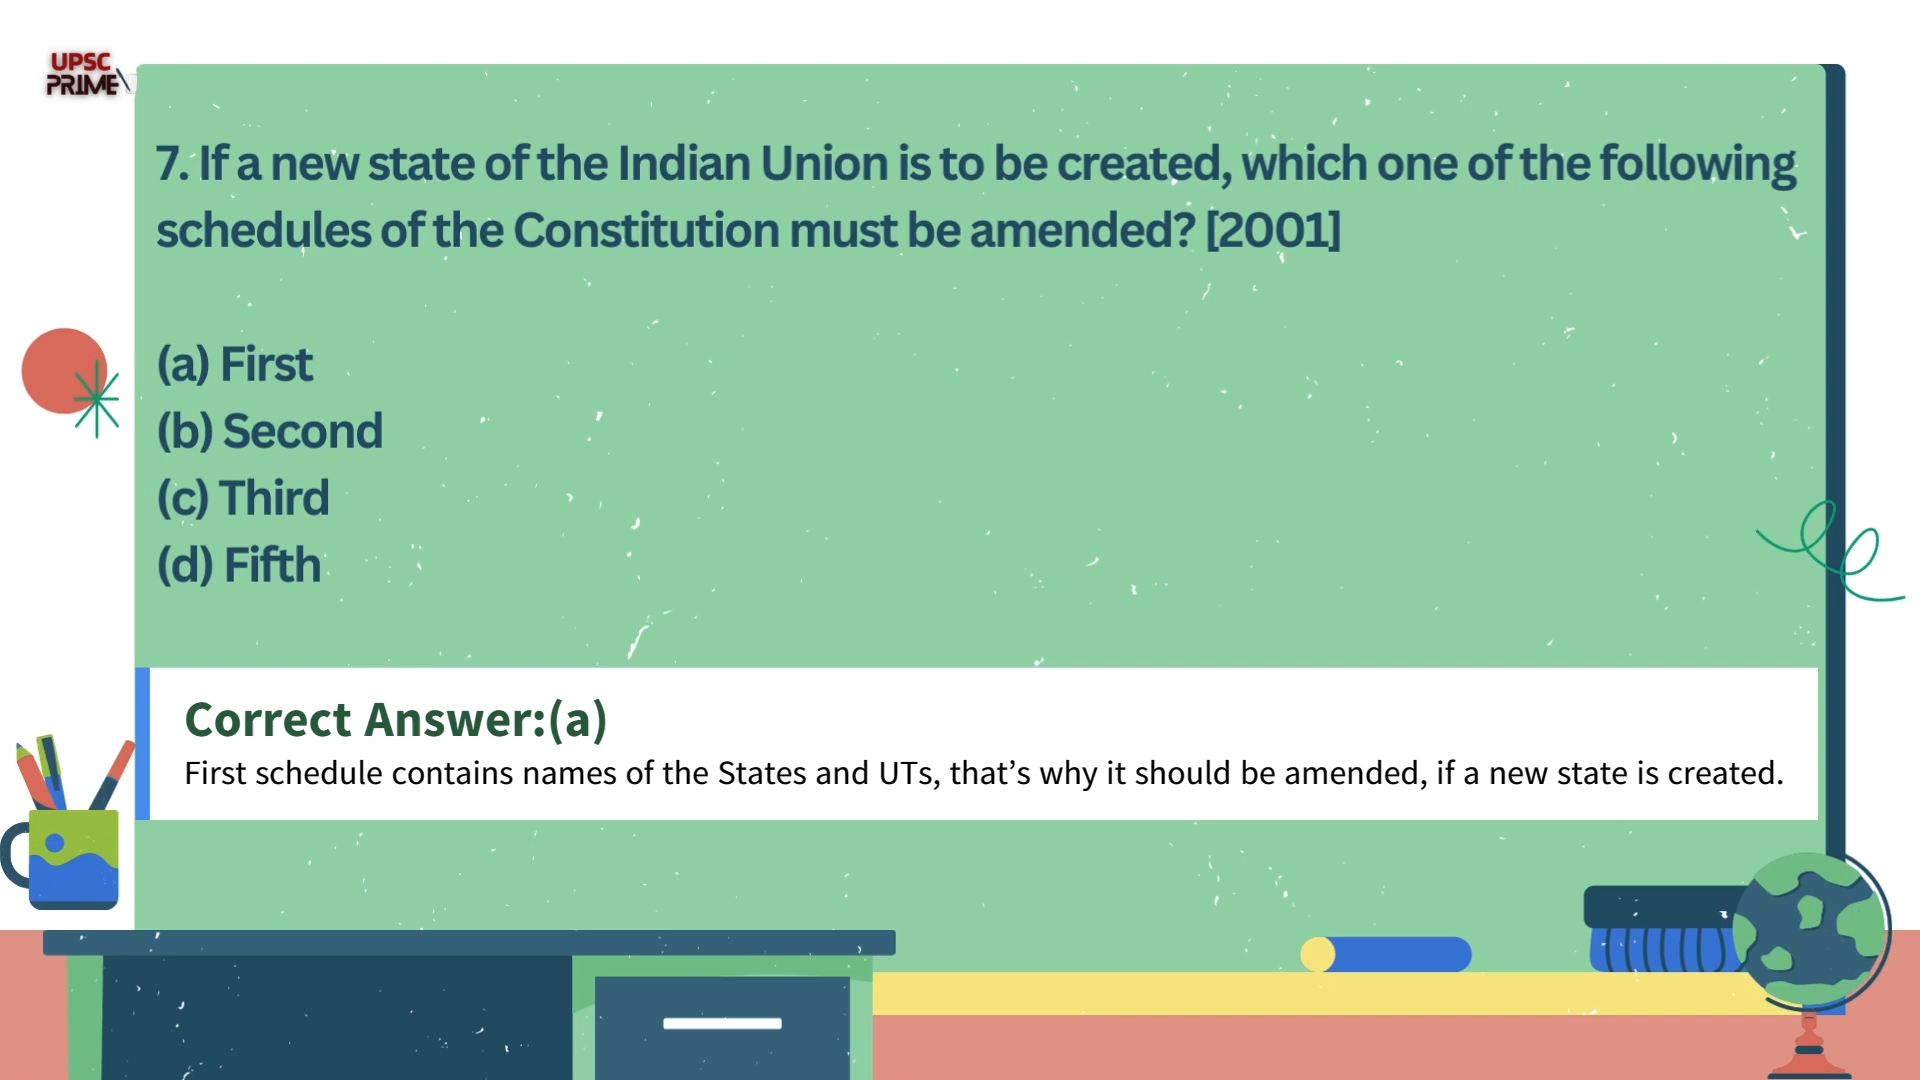 UPSC
PRIME
7. If a new state of the Indian Union is to be created, which one of the following
schedules of the Constitution must be amended? [2001]
(a) First
(b) Second
(c) Third
(d) Fifth
Correct Answer:(a)
First schedule contains names of the States and UTs, that’s why it should be amended, if a new state is created.